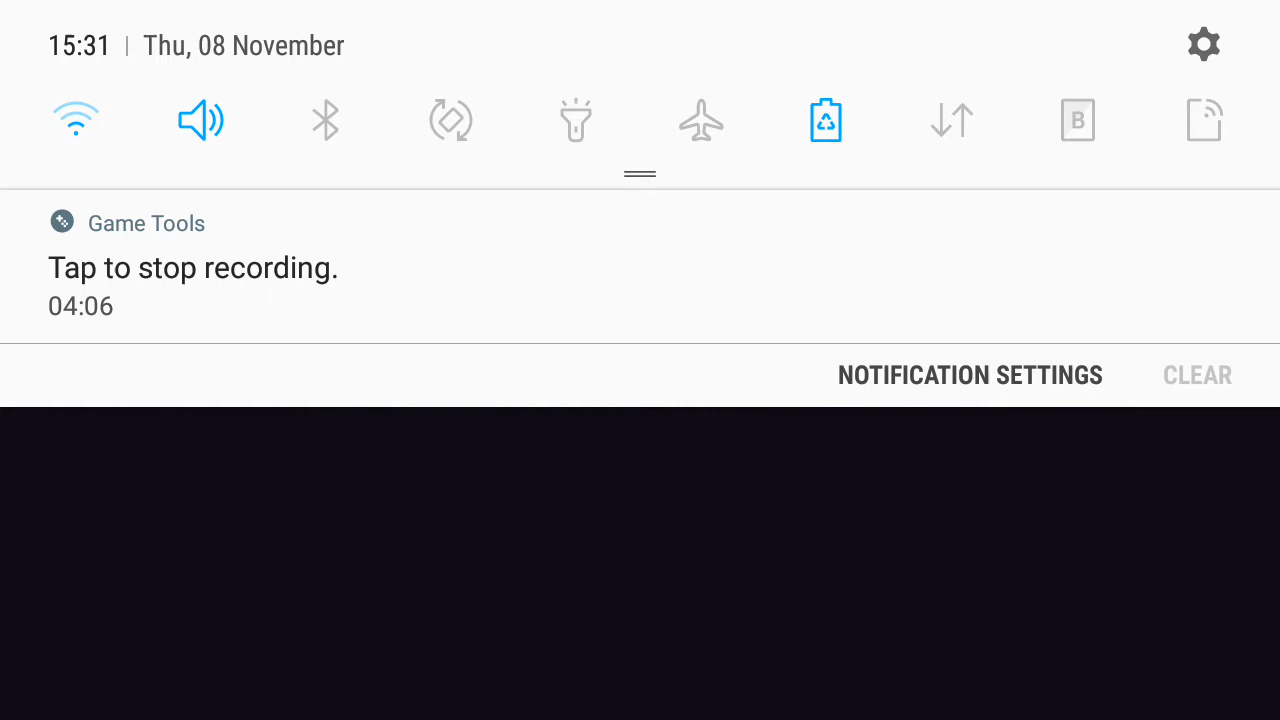 15:31 | Thu, 08 November
B
Game Tools
Tap to stop recording.
04:06
NOTIFICATION SETTINGS CLEAR